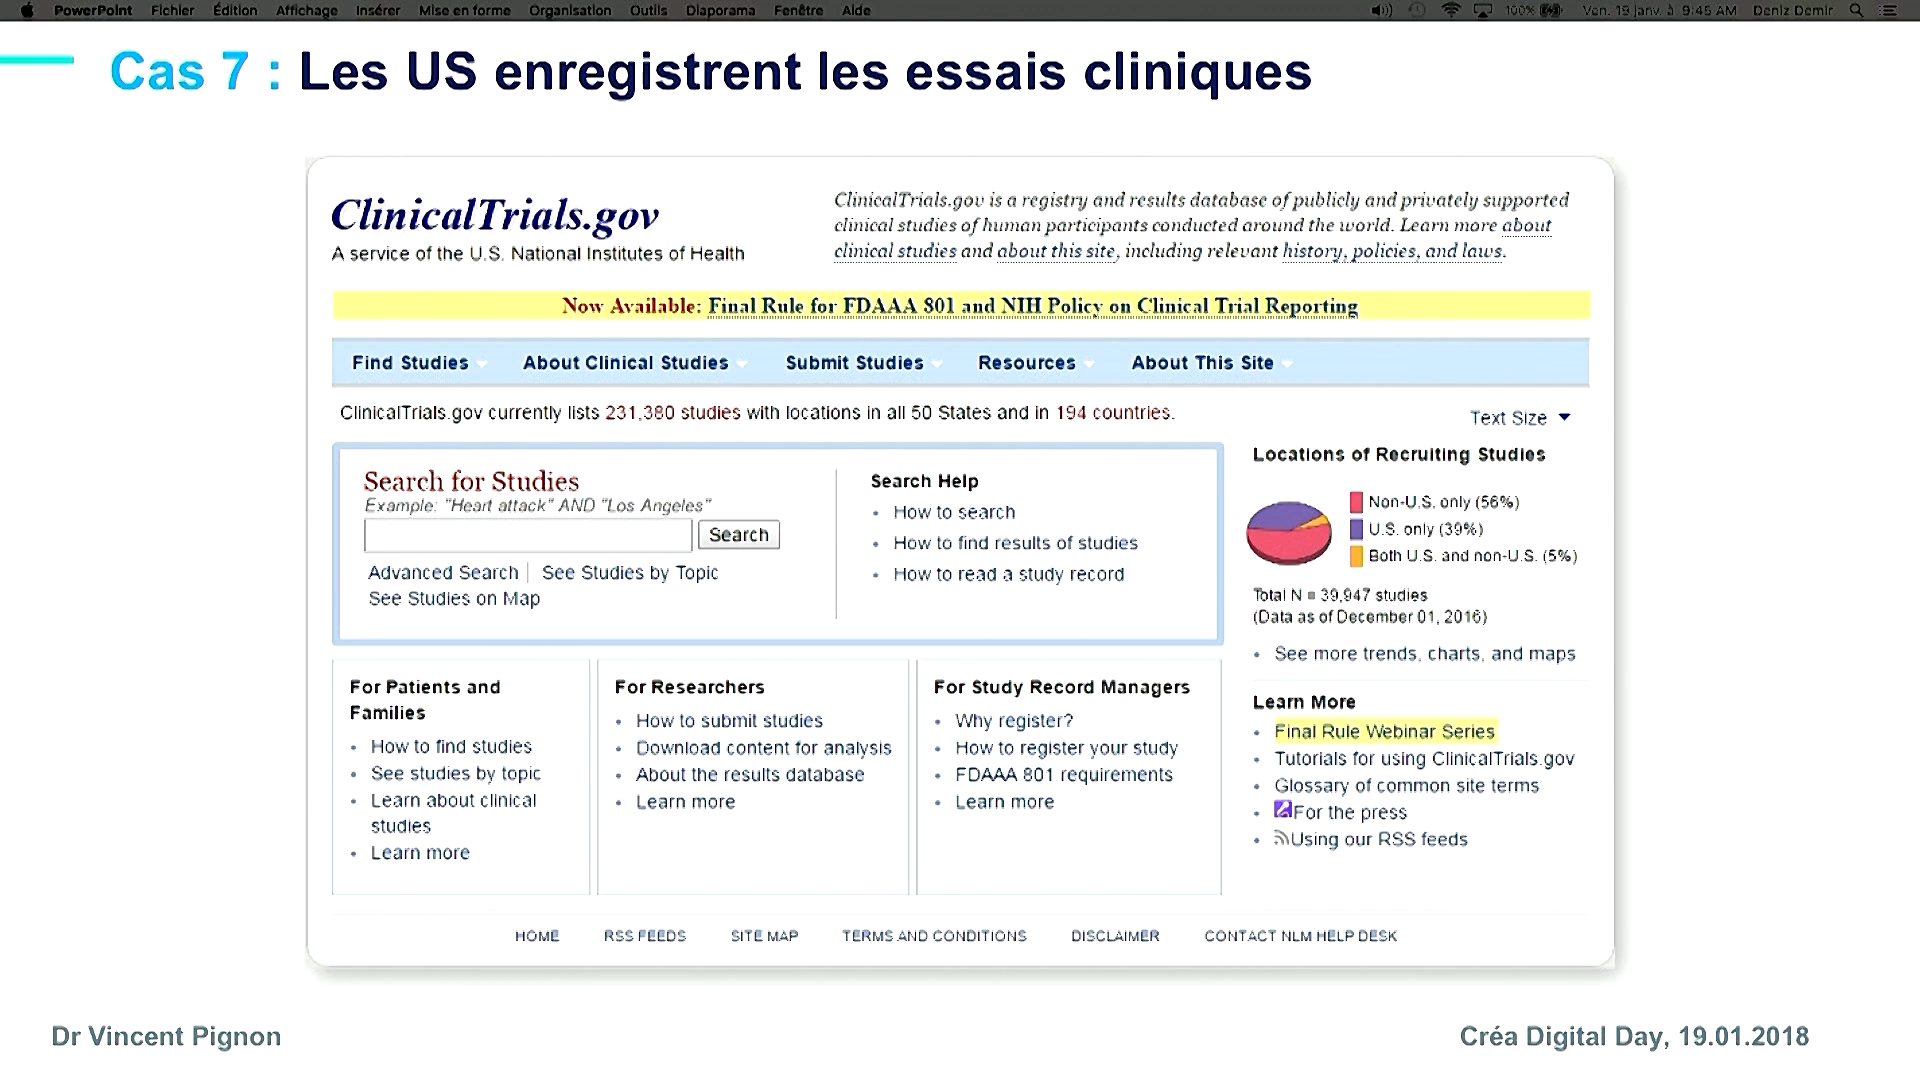 PowerPoint Fichier Édition Affichage Insérer Mise en forme Organisation Outils Diaporama Fenêtre Aide 100% Ven. 19 janv. à 9:45 AM Deniz Demir
Cas 7 : Les US enregistrent les essais cliniques
ClinicalTrials.gov
A service of the U.S. National Institutes of Health
ClinicalTrials.gov is a registry and results database of publicly and privately supported
clinical studies of human participants conducted around the world. Learn more about
clinical studies and about this site, including relevant history, policies, and laws.
Now Available: Final Rule for FDAAA 801 and NIH Policy on Clinical Trial Reporting
Find Studies About Clinical Studies Submit Studies Resources About This Site
ClinicalTrials.gov currently lists 231,380 studies with locations in all 50 States and in 194 countries.
Text Size
Search for Studies
Example: "Heart attack" AND "Los Angeles"
Search
Advanced Search See Studies by Topic
See Studies on Map
Search Help
• How to search
• How to find results of studies
• How to read a study record
Locations of Recruiting Studies
Non-U.S. only (56%)
U.S. only (39%)
Both U.S. and non-U.S. (5%)
Total N = 39,947 studies
(Data as of December 01, 2016)
• See more trends, charts, and maps
For Patients and
Families
• How to find studies
• See studies by topic
• Learn about clinical
studies
• Learn more
For Researchers
• How to submit studies
• Download content for analysis
• About the results database
• Learn more
For Study Record Managers
• Why register?
• How to register your study
• FDAAA 801 requirements
• Learn more
Learn More
• Final Rule Webinar Series
• Tutorials for using ClinicalTrials.gov
• Glossary of common site terms
• For the press
• Using our RSS feeds
HOME RSS FEEDS SITE MAP TERMS AND CONDITIONS DISCLAIMER CONTACT NLM HELP DESK
Dr Vincent Pignon
Créa Digital Day, 19.01.2018